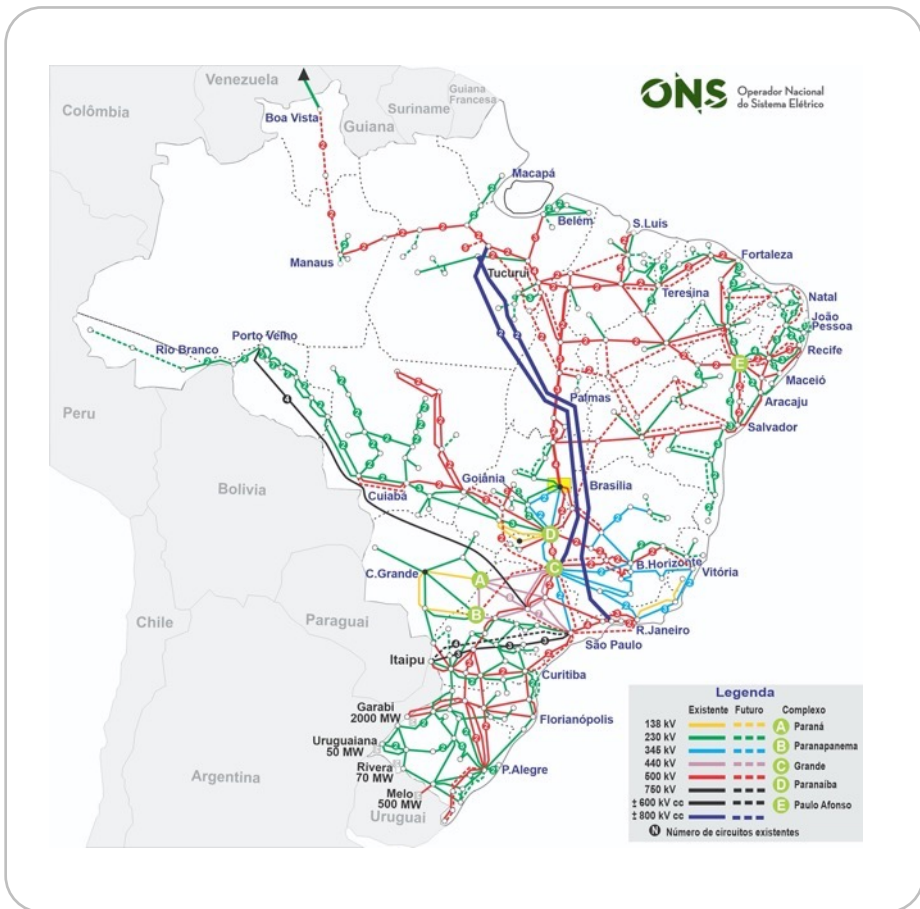 ONS
Operador Nacional
do Sistema Elétrico
Venezuela
Colômbia
Guiana
Francesa
Suriname
Guiana
Boa Vista
Macapá
Belém
S.Luis
Fortaleza
Manaus
Tucuruí
Teresina
Natal
João
Pessoa
Recife
Maceió
Aracaju
Salvador
Porto Velho
Rio Branco
Palmas
Peru
Bolivia
Cuiabá
Goiânia
Brasília
B.Horizonte
Vitória
C.Grande
Chile
Paraguai
R.Janeiro
São Paulo
Itaipu
Curitiba
Garabi
2000 MW
Florianópolis
Uruguaiana
50 MW
Rivera
70 MW
P.Alegre
Melo
500 MW
Argentina
Uruguai
A
B
C
D
E
Legenda
Existente Futuro Complexo
138 kV A Paraná
230 kV
345 kV B Paranapanema
440 kV C Grande
500 kV
750 kV D Paranaíba
± 600 kV cc E Paulo Afonso
± 800 kV cc
N Número de circuitos existentes